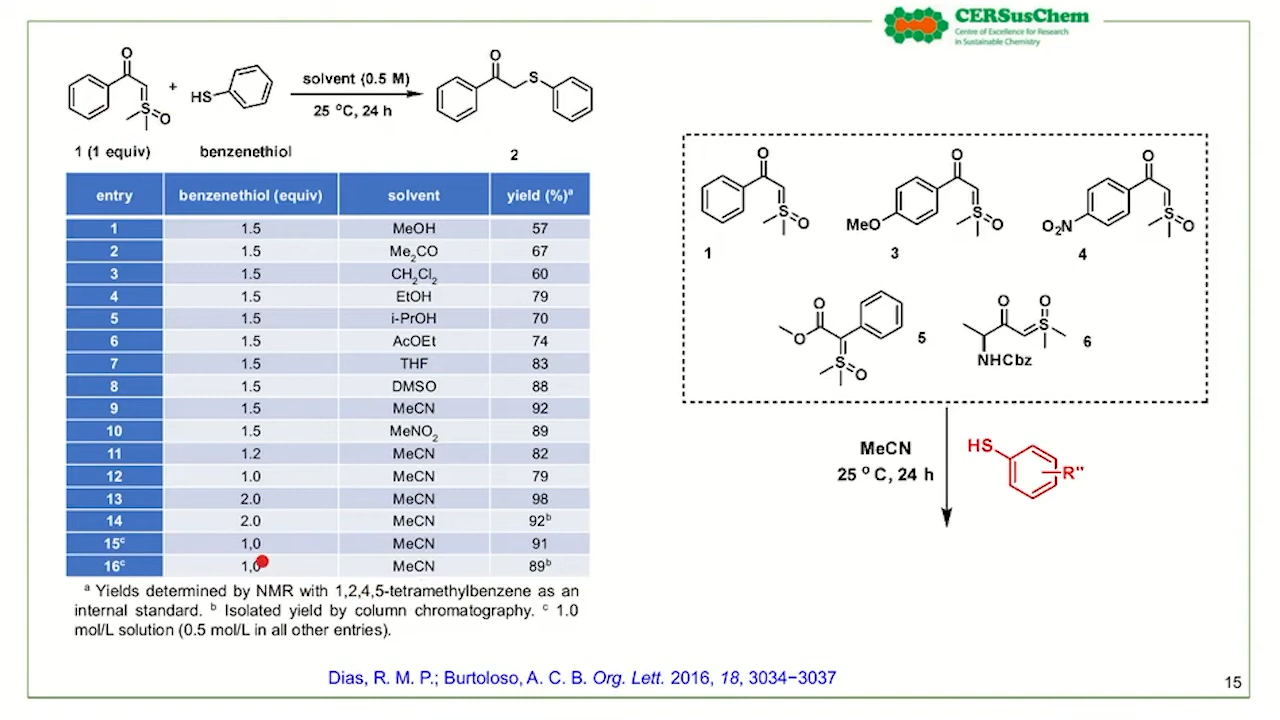 CERSusChem
Centre of Excellence for Research
in Sustainable Chemistry
O
S
O
+
HS
solvent (0.5 M)
25 ºC, 24 h
O
S
1 (1 equiv)
benzenethiol
2
entry benzenethiol (equiv) solvent yield (%)ᵃ
1 1.5 MeOH 57
2 1.5 Me₂CO 67
3 1.5 CH₂Cl₂ 60
4 1.5 EtOH 79
5 1.5 i-PrOH 70
6 1.5 AcOEt 74
7 1.5 THF 83
8 1.5 DMSO 88
9 1.5 MeCN 92
10 1.5 MeNO₂ 89
11 1.2 MeCN 82
12 1.0 MeCN 79
13 2.0 MeCN 98
14 2.0 MeCN 92ᵇ
15ᶜ 1,0 MeCN 91
16ᶜ 1,0 MeCN 89ᵇ
ᵃ Yields determined by NMR with 1,2,4,5-tetramethylbenzene as an
internal standard. ᵇ Isolated yield by column chromatography. ᶜ 1.0
mol/L solution (0.5 mol/L in all other entries).
O
S
O
1
O
MeO
S
O
3
O
O₂N
S
O
4
O
O
S
O
5
O
O
S
NHCbz
6
MeCN
25 º C, 24 h
HS
R"
Dias, R. M. P.; Burtoloso, A. C. B. Org. Lett. 2016, 18, 3034−3037
15